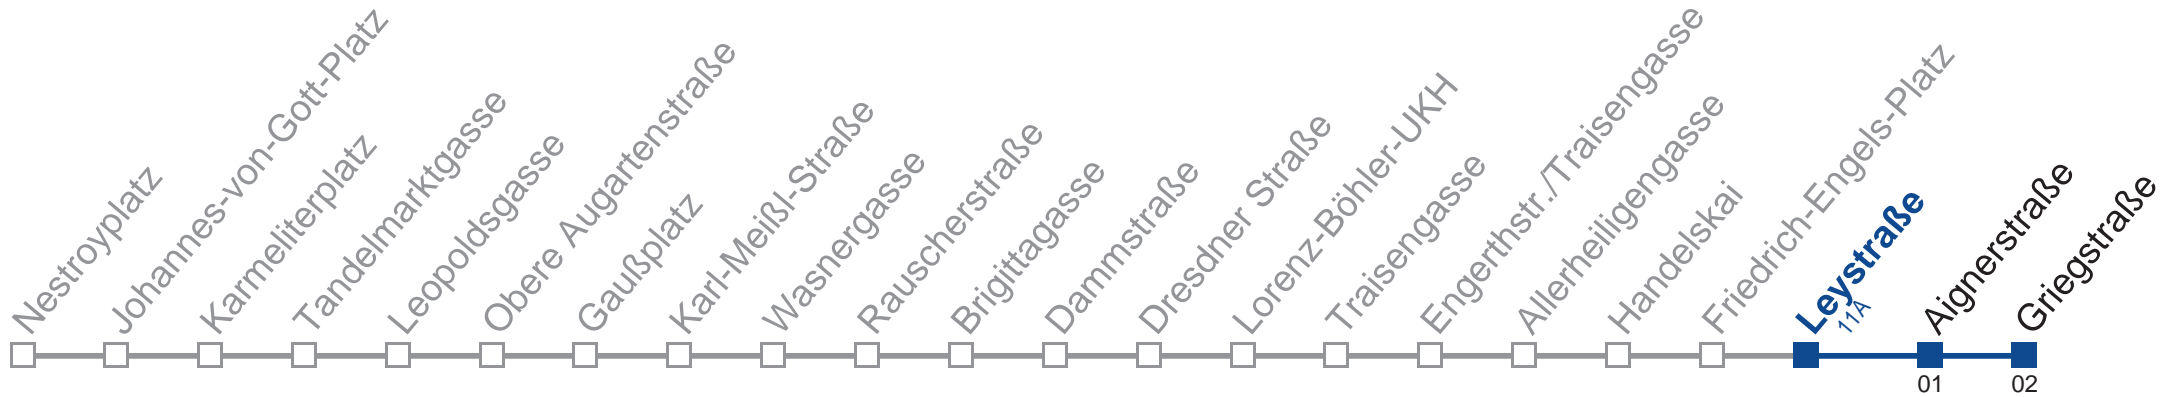 Nestroyplatz
Johannes-von-Gott-Platz
Karmeliterplatz
Tandelmarktgasse
Leopoldsgasse
Obere Augartenstraße
Gaußplatz
Karl-Meißl-Straße
Wasnergasse
Rauscherstraße
Brigittagasse
Dammstraße
Dresdner Straße
Lorenz-Böhler-UKH
Traisengasse
Engerthstr./Traisengasse
Allerheiligengasse
Handelskai
Friedrich-Engels-Platz
Leystraße
11A
Aignerstraße
Griegstraße
01
02